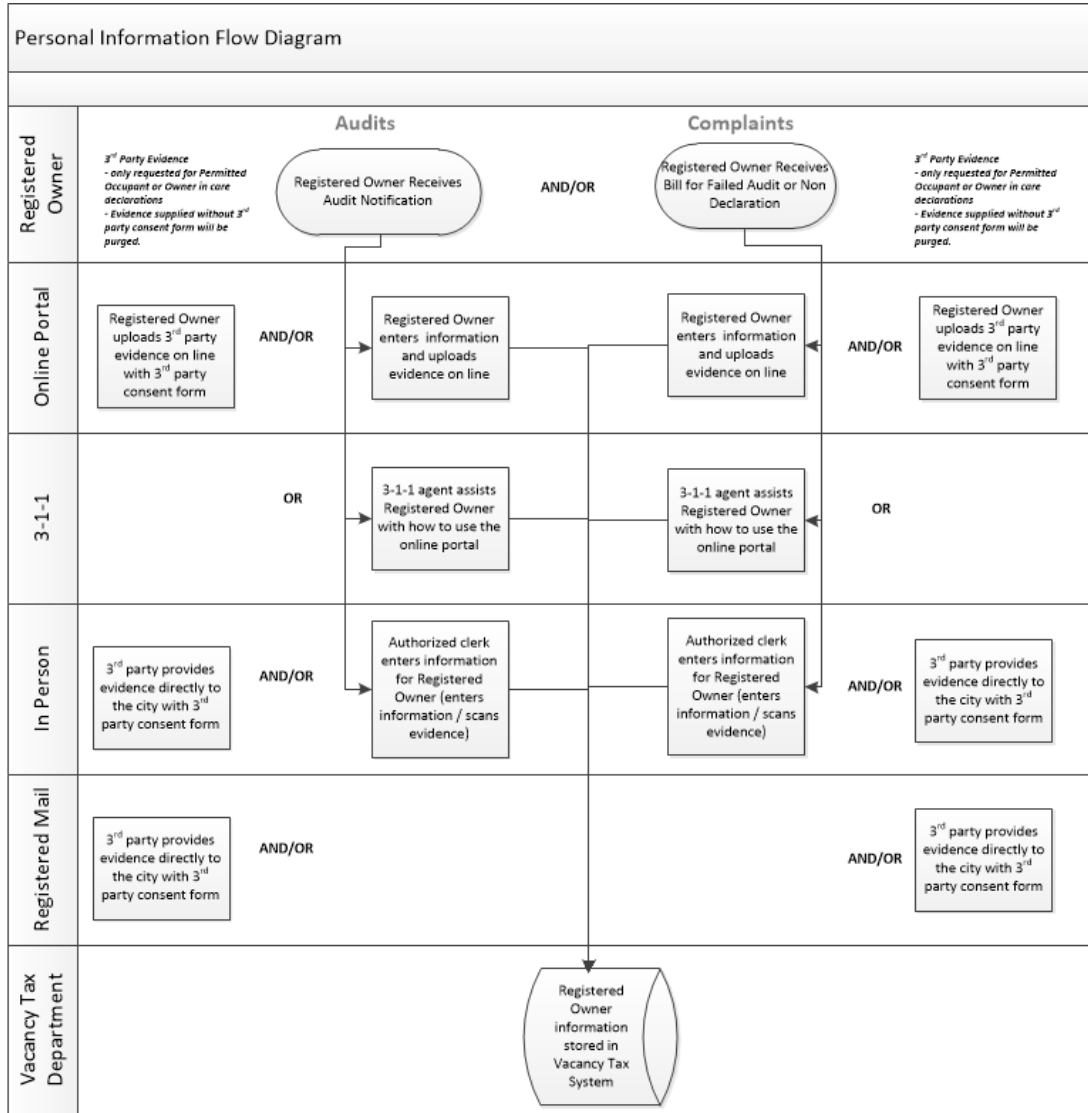 Personal Information Flow Diagram
Registered
Owner
Audits
Complaints
3rd Party Evidence
- only requested for Permitted
Occupant or Owner in care
declarations
- Evidence supplied without 3rd
party consent form will be
purged.
Registered Owner Receives
Audit Notification
AND/OR
Registered Owner Receives
Bill for Failed Audit or Non
Declaration
3rd Party Evidence
- only requested for Permitted
Occupant or Owner in care
declarations
- Evidence supplied without 3rd
party consent form will be
purged.
Online Portal
Registered Owner
uploads 3rd party
evidence on line
with 3rd party
consent form
AND/OR
Registered Owner
enters information
and uploads
evidence on line
Registered Owner
enters information
and uploads
evidence on line
AND/OR
Registered Owner
uploads 3rd party
evidence on line
with 3rd party
consent form
3-1-1
OR
3-1-1 agent assists
Registered Owner
with how to use the
online portal
3-1-1 agent assists
Registered Owner
with how to use the
online portal
OR
In Person
3rd party provides
evidence directly to
the city with 3rd
party consent form
AND/OR
Authorized clerk
enters information
for Registered
Owner (enters
information / scans
evidence)
Authorized clerk
enters information
for Registered
Owner (enters
information / scans
evidence)
AND/OR
3rd party provides
evidence directly to
the city with 3rd
party consent form
Registered Mail
3rd party provides
evidence directly to
the city with 3rd
party consent form
AND/OR
AND/OR
3rd party provides
evidence directly to
the city with 3rd
party consent form
Vacancy Tax
Department
Registered
Owner
information
stored in
Vacancy Tax
System